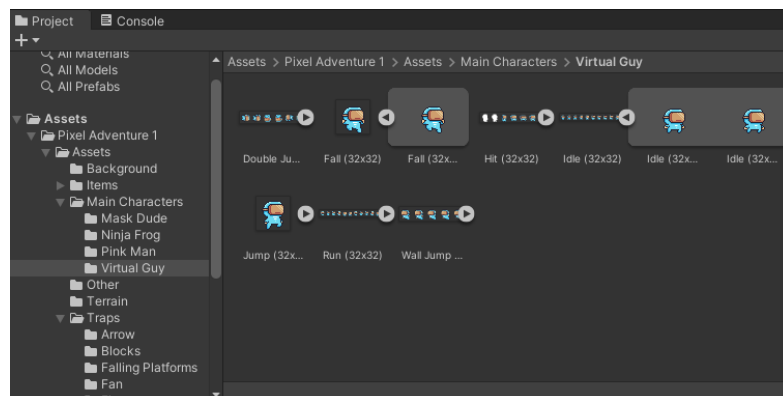 Project
Console
All Materials
All Models
All Prefabs
Assets
Pixel Adventure 1
Assets
Background
Items
Main Characters
Mask Dude
Ninja Frog
Pink Man
Virtual Guy
Other
Terrain
Traps
Arrow
Blocks
Falling Platforms
Fan
Assets > Pixel Adventure 1 > Assets > Main Characters > Virtual Guy
Double Ju...
Fall (32x32)
Fall (32x...
Hit (32x32)
Idle (32x32)
Idle (32x...
Idle (32x...
Jump (32x...
Run (32x32)
Wall Jump ...